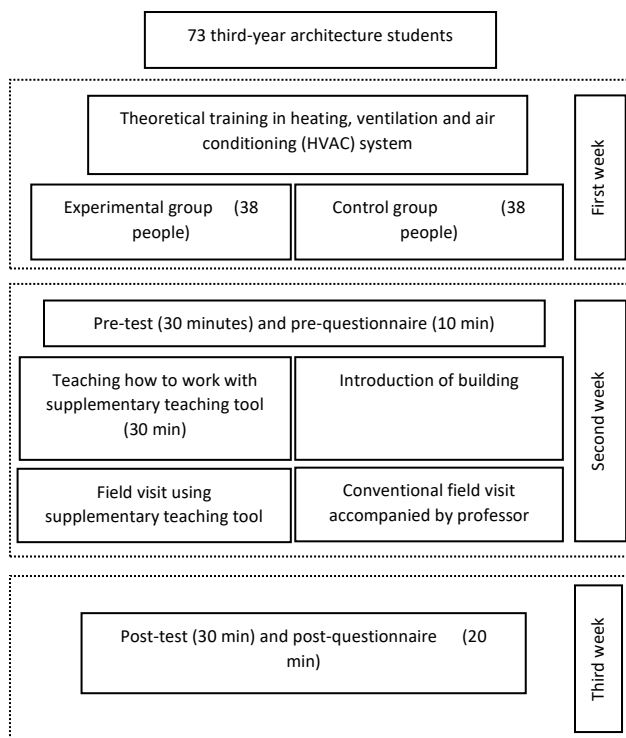 73 third-year architecture students
Theoretical training in heating, ventilation and air
conditioning (HVAC) system
Experimental group (38
people)
Control group (38
people)
First week
Pre-test (30 minutes) and pre-questionnaire (10 min)
Teaching how to work with
supplementary teaching tool
(30 min)
Introduction of building
Field visit using
supplementary teaching tool
Conventional field visit
accompanied by professor
Second week
Post-test (30 min) and post-questionnaire (20
min)
Third week